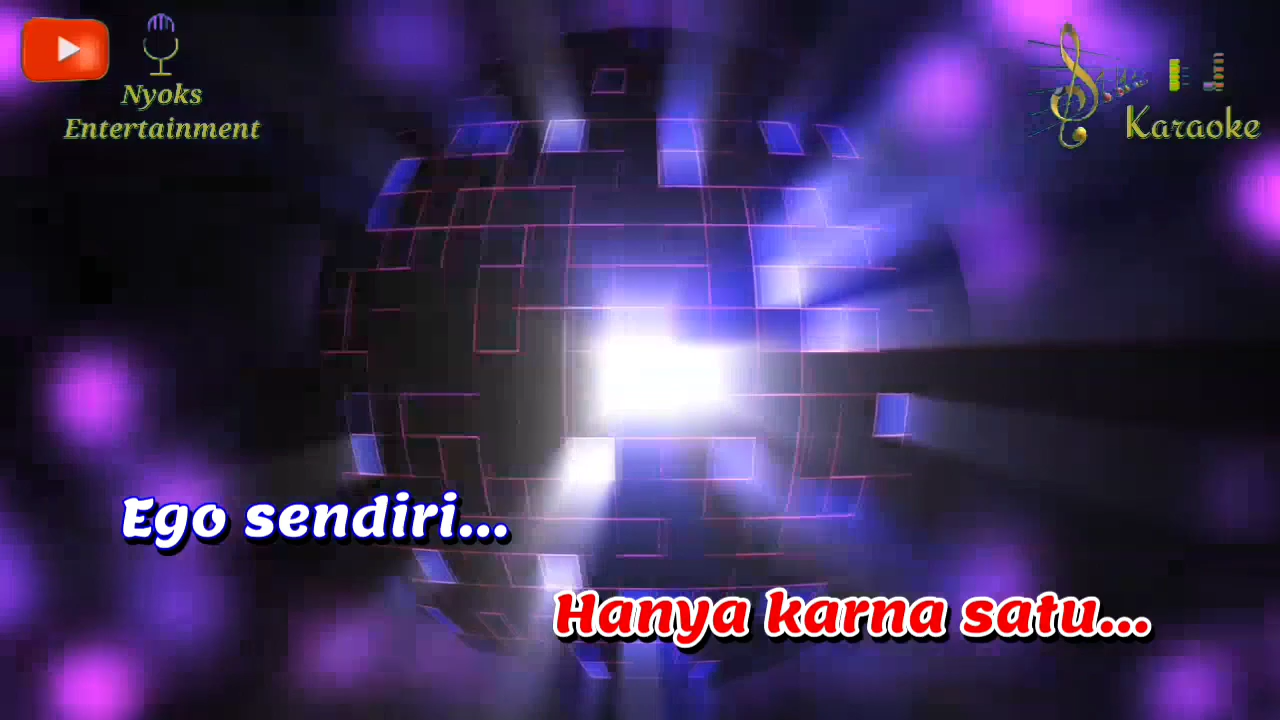 Nyoks
Entertainment
Karaoke
Ego sendiri...
Hanya karna satu...